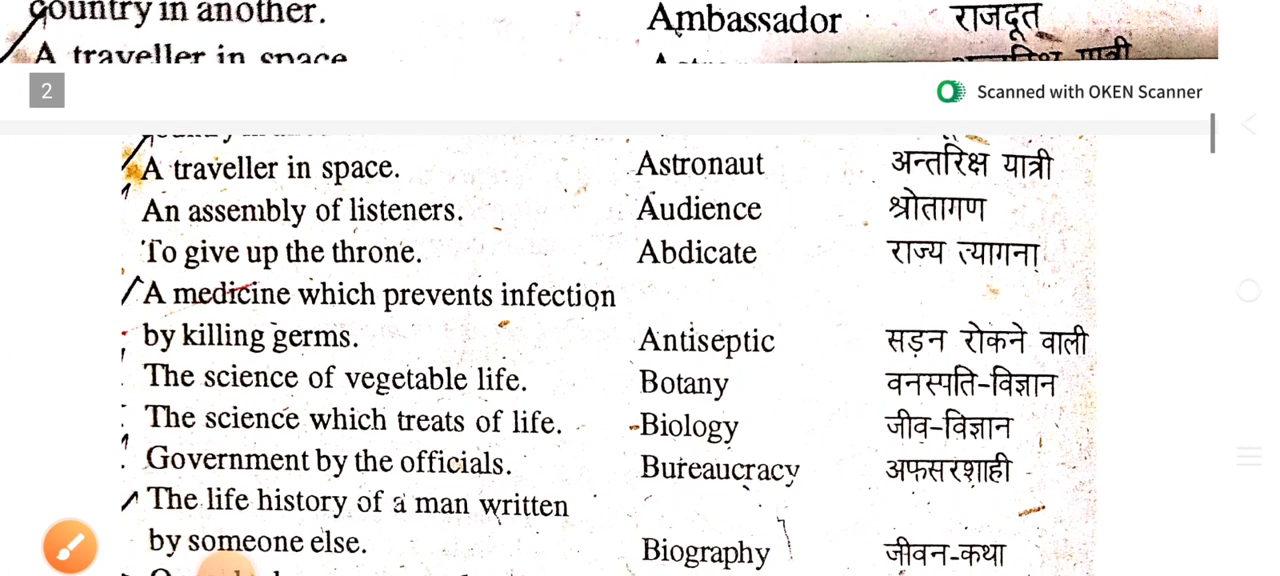 country in another. Ambassador राजदूत
A traveller in space
2
Scanned with OKEN Scanner
A traveller in space. Astronaut अन्तरिक्ष यात्री
An assembly of listeners. Audience श्रोतागण
To give up the throne. Abdicate राज्य त्यागना
A medicine which prevents infection
by killing germs. Antiseptic सड़न रोकने वाली
The science of vegetable life. Botany वनस्पति-विज्ञान
The science which treats of life. Biology जीव-विज्ञान
Government by the officials. Bureaucracy अफसरशाही
The life history of a man written
by someone else. Biography जीवन-कथा